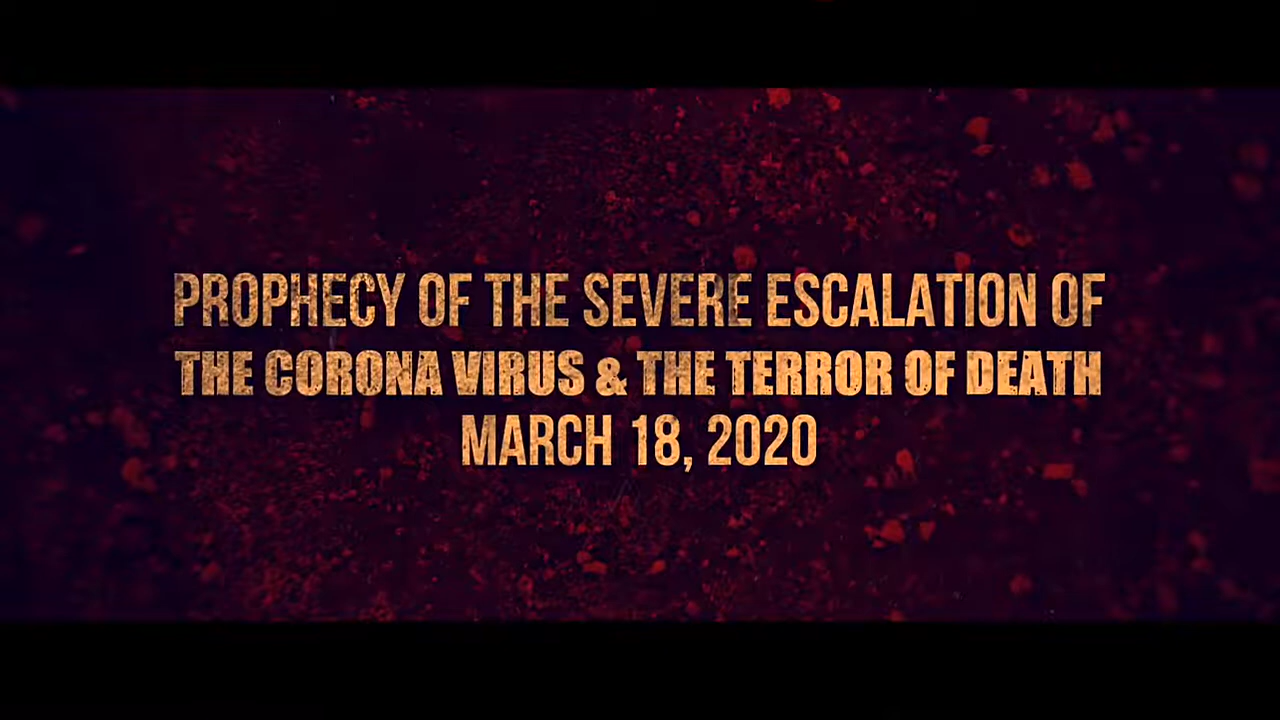 PROPHECY OF THE SEVERE ESCALATION OF
THE CORONA VIRUS & THE TERROR OF DEATH
MARCH 18, 2020